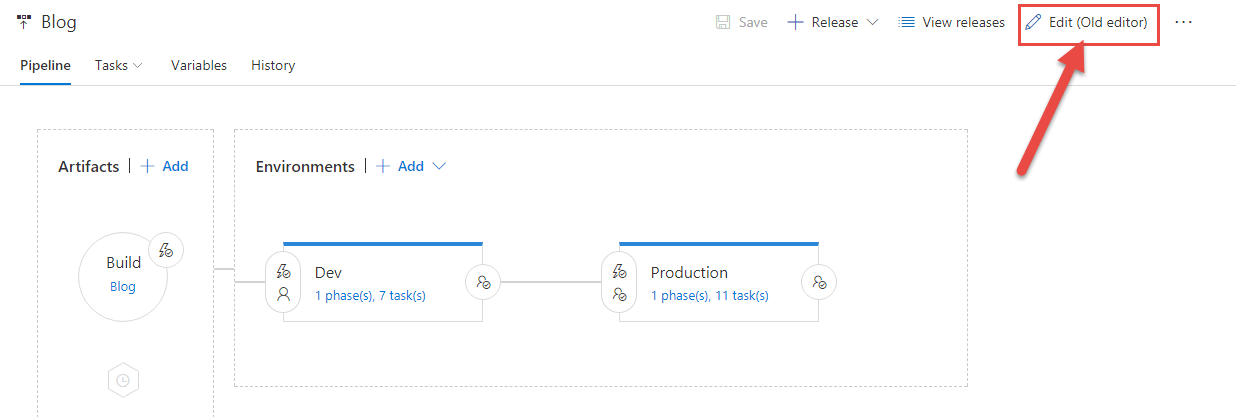 Blog
Save
Release
View releases
Edit (Old editor)
Pipeline
Tasks
Variables
History
Artifacts | + Add
Environments | + Add
Build
Blog
Dev
1 phase(s), 7 task(s)
Production
1 phase(s), 11 task(s)